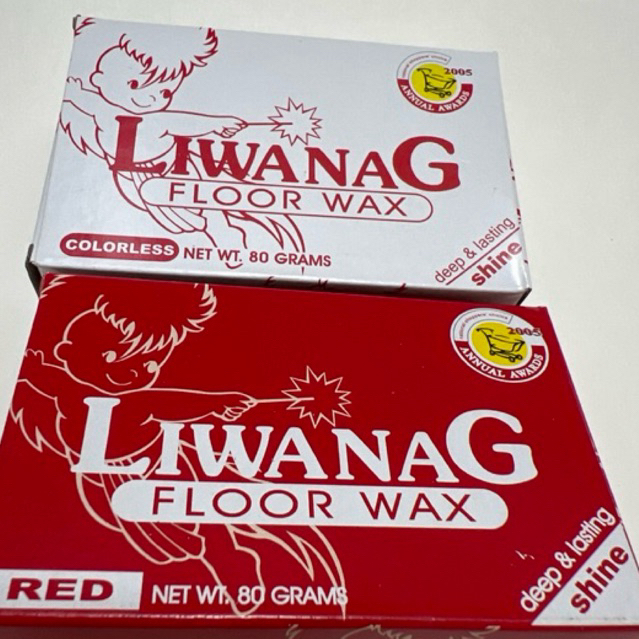 2005
ANNUAL AWARDS
LIWANAG
FLOOR WAX
COLORLESS NET WT. 80 GRAMS
deep & lasting
shine
2005
ANNUAL AWARDS
LIWANAG
FLOOR WAX
RED NET WT. 80 GRAMS
deep & lasting
shine